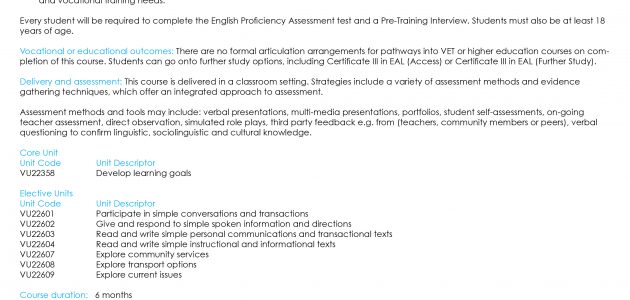 and vocational training needs.
Every student will be required to complete the English Proficiency Assessment test and a Pre-Training Interview. Students must also be at least 18
years of age.
Vocational or educational outcomes: There are no formal articulation arrangements for pathways into VET or higher education courses on com-
pletion of this course. Students can go onto further study options, including Certificate III in EAL (Access) or Certificate III in EAL (Further Study).
Delivery and assessment: This course is delivered in a classroom setting. Strategies include a variety of assessment methods and evidence
gathering techniques, which offer an integrated approach to assessment.
Assessment methods and tools may include: verbal presentations, multi-media presentations, portfolios, student self-assessments, on-going
teacher assessment, direct observation, simulated role plays, third party feedback e.g. from (teachers, community members or peers), verbal
questioning to confirm linguistic, sociolinguistic and cultural knowledge.
Core Unit
Unit Code Unit Descriptor
VU22358 Develop learning goals
Elective Units
Unit Code Unit Descriptor
VU22601 Participate in simple conversations and transactions
VU22602 Give and respond to simple spoken information and directions
VU22603 Read and write simple personal communications and transactional texts
VU22604 Read and write simple instructional and informational texts
VU22607 Explore community services
VU22608 Explore transport options
VU22609 Explore current issues
Course duration: 6 months